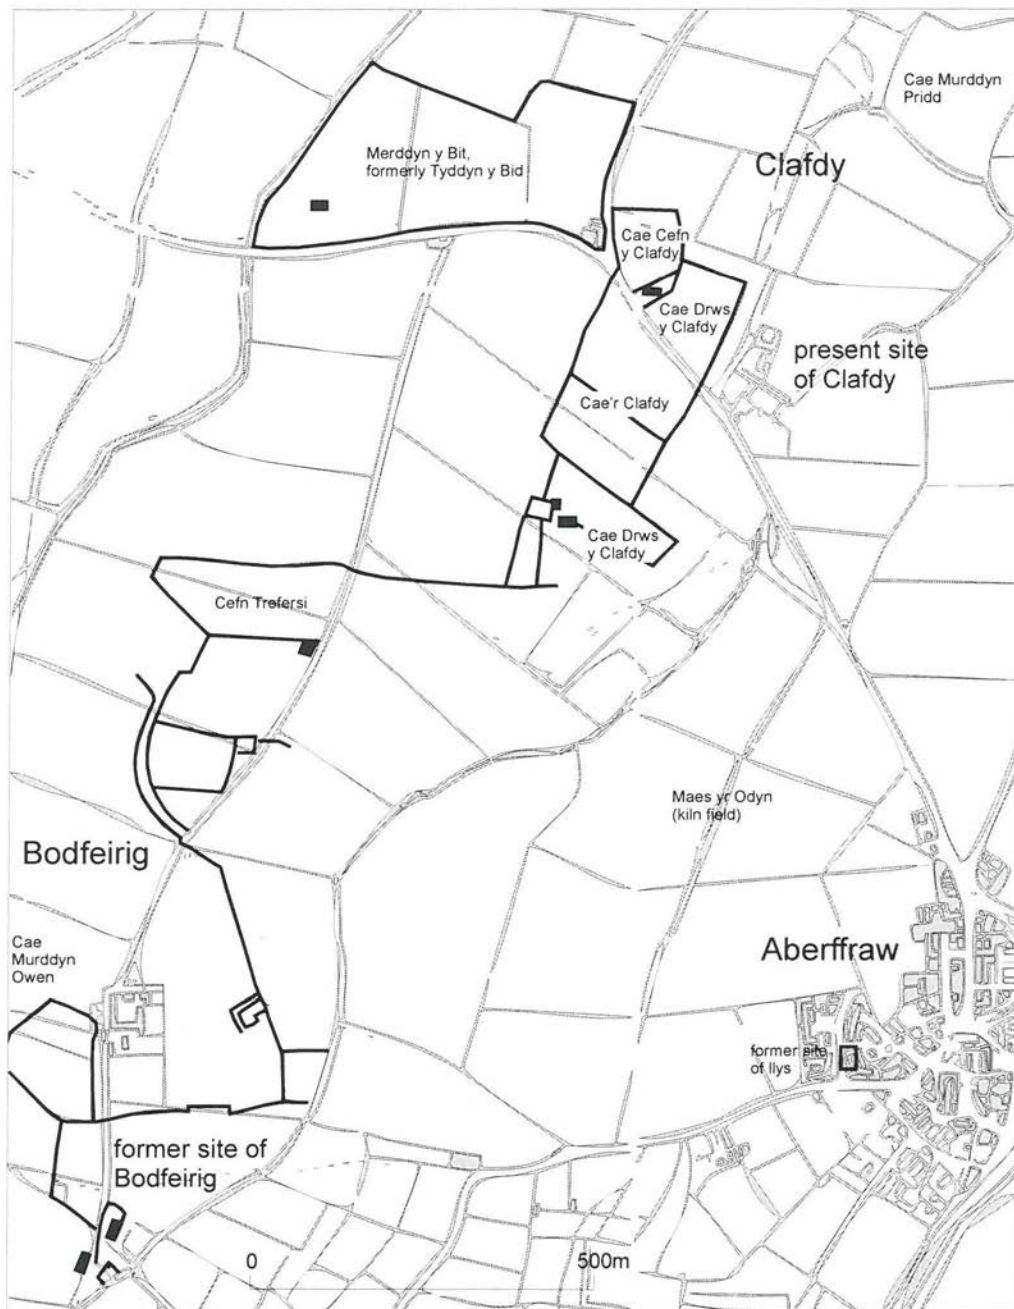 Cae Murddyn
Pridd
Clafdy
Merddyn y Bit,
formerly Tyddyn y Bid
Cae Cefn
y Clafdy
Cae Drws
y Clafdy
present site
of Clafdy
Cae'r Clafdy
Cae Drws
y Clafdy
Cefn Trefersi
Maes yr Odyn
(kiln field)
Bodfeirig
Cae
Murddyn
Owen
Aberffraw
former site
of llys
former site of
Bodfeirig
0
500m